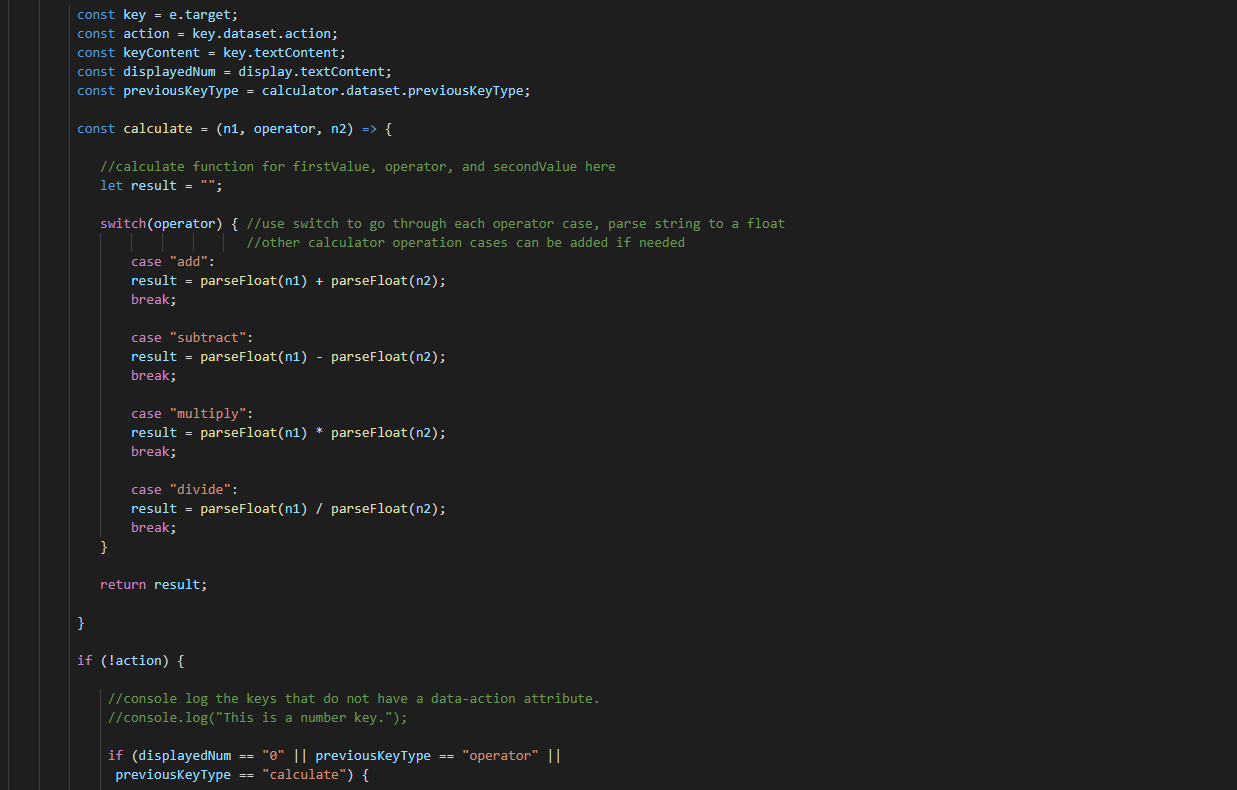 const key = e.target;
const action = key.dataset.action;
const keyContent = key.textContent;
const displayedNum = display.textContent;
const previousKeyType = calculator.dataset.previousKeyType;
const calculate = (n1, operator, n2) => {
//calculate function for firstValue, operator, and secondValue here
let result = "";
switch(operator) { //use switch to go through each operator case, parse string to a float
//other calculator operation cases can be added if needed
case "add":
result = parseFloat(n1) + parseFloat(n2);
break;
case "subtract":
result = parseFloat(n1) - parseFloat(n2);
break;
case "multiply":
result = parseFloat(n1) * parseFloat(n2);
break;
case "divide":
result = parseFloat(n1) / parseFloat(n2);
break;
}
return result;
}
if (!action) {
//console log the keys that do not have a data-action attribute.
//console.log("This is a number key.");
if (displayedNum == "0" || previousKeyType == "operator" ||
previousKeyType == "calculate") {